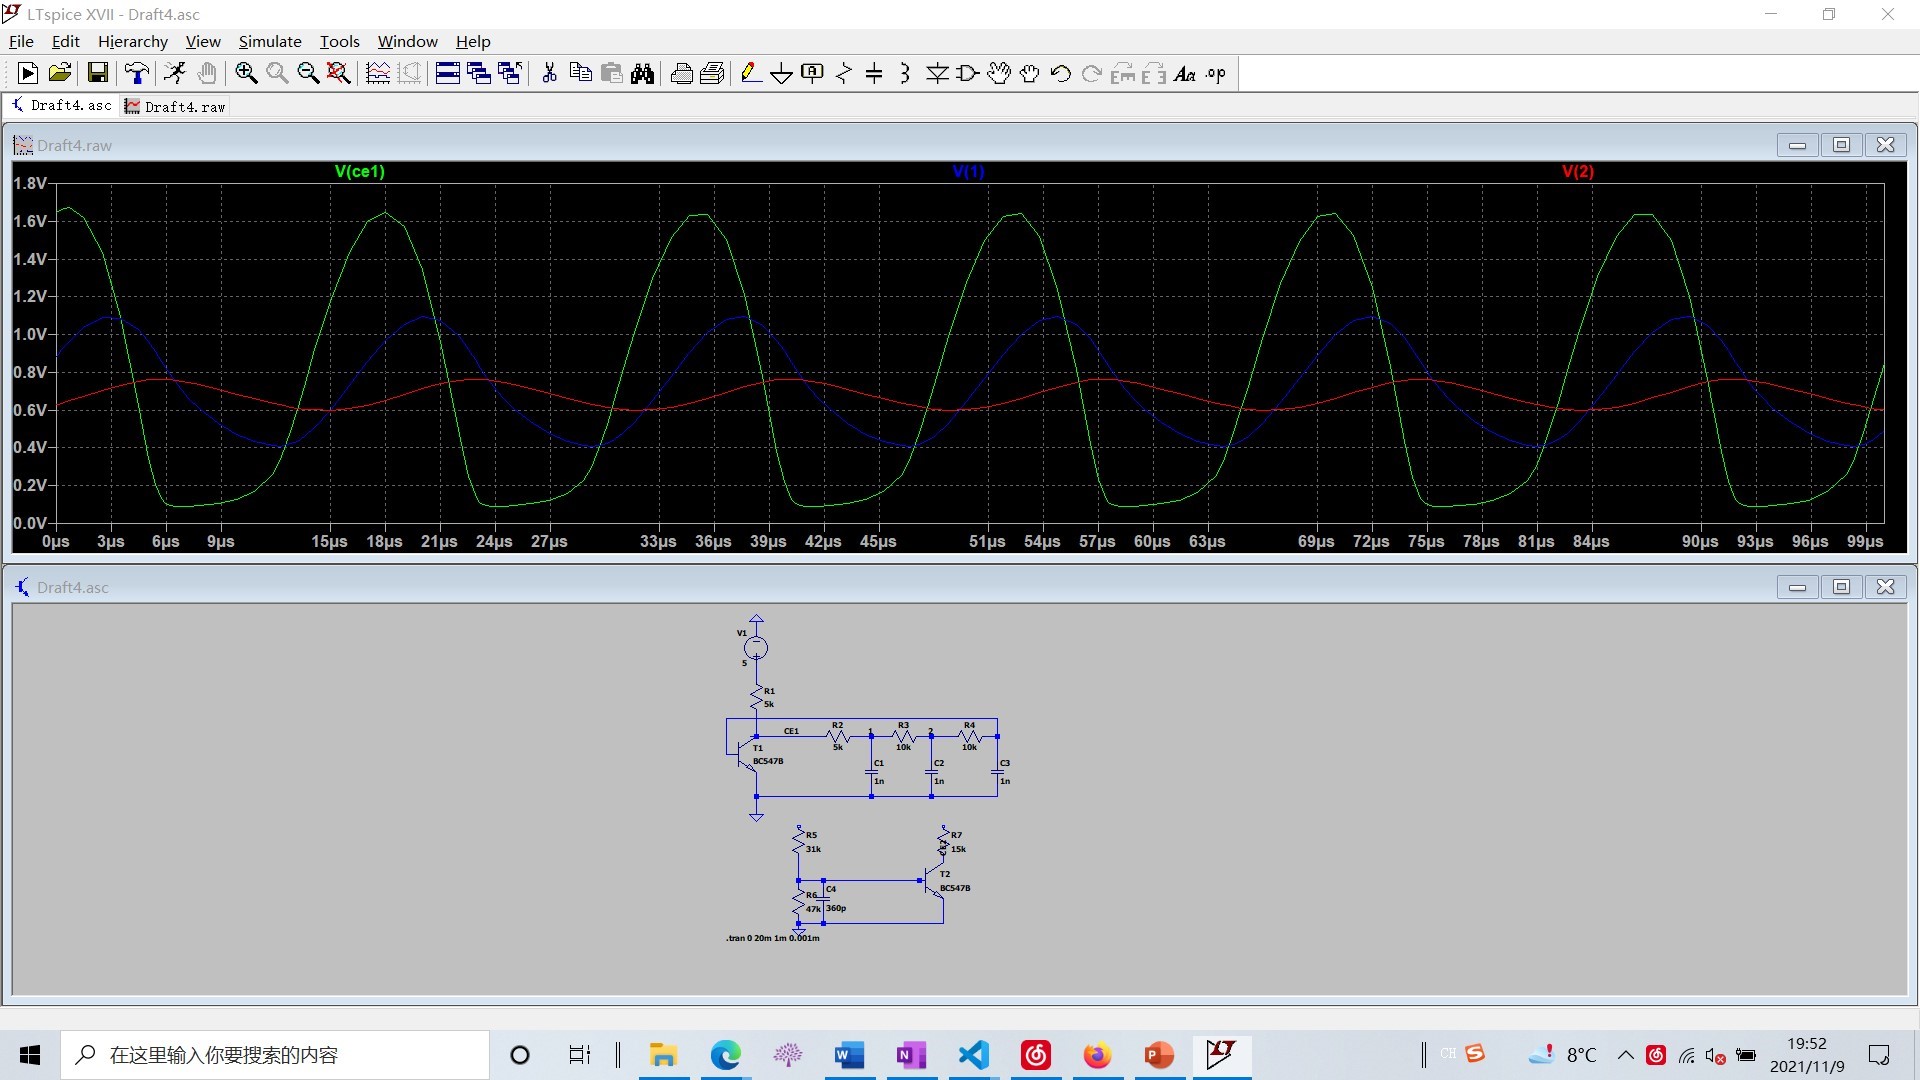 LTspice XVII - Draft4.asc
File Edit Hierarchy View Simulate Tools Window Help
Draft4.asc Draft4.raw
Draft4.raw
V(ce1) V(1) V(2)
1.8V
1.6V
1.4V
1.2V
1.0V
0.8V
0.6V
0.4V
0.2V
0.0V
0µs 3µs 6µs 9µs 15µs 18µs 21µs 24µs 27µs 33µs 36µs 39µs 42µs 45µs 51µs 54µs 57µs 60µs 63µs 69µs 72µs 75µs 78µs 81µs 84µs 90µs 93µs 96µs 99µs
Draft4.asc
V1
5
R1
5k
CE1 R2 1 R3 2 R4
5k 10k 10k
T1
BC547B
C1 C2 C3
1n 1n 1n
R5 R7
31k 15k
T2
BC547B
R6 C4
47k 360p
.tran 0 20m 1m 0.001m
在这里输入你要搜索的内容
CH
8°C
19:52
2021/11/9